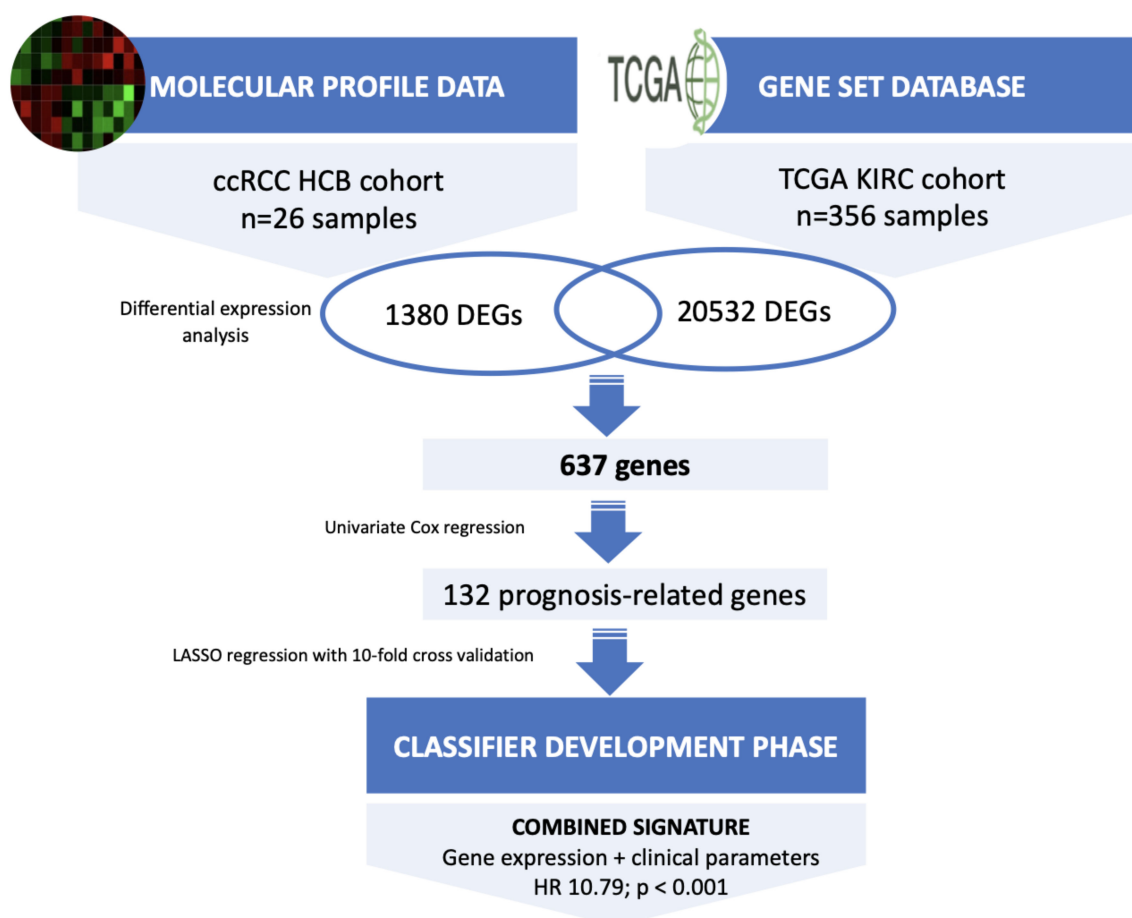 MOLECULAR PROFILE DATA
TCGA
GENE SET DATABASE
ccRCC HCB cohort
n=26 samples
TCGA KIRC cohort
n=356 samples
Differential expression
analysis
1380 DEGs
20532 DEGs
637 genes
Univariate Cox regression
132 prognosis-related genes
LASSO regression with 10-fold cross validation
CLASSIFIER DEVELOPMENT PHASE
COMBINED SIGNATURE
Gene expression + clinical parameters
HR 10.79; p < 0.001